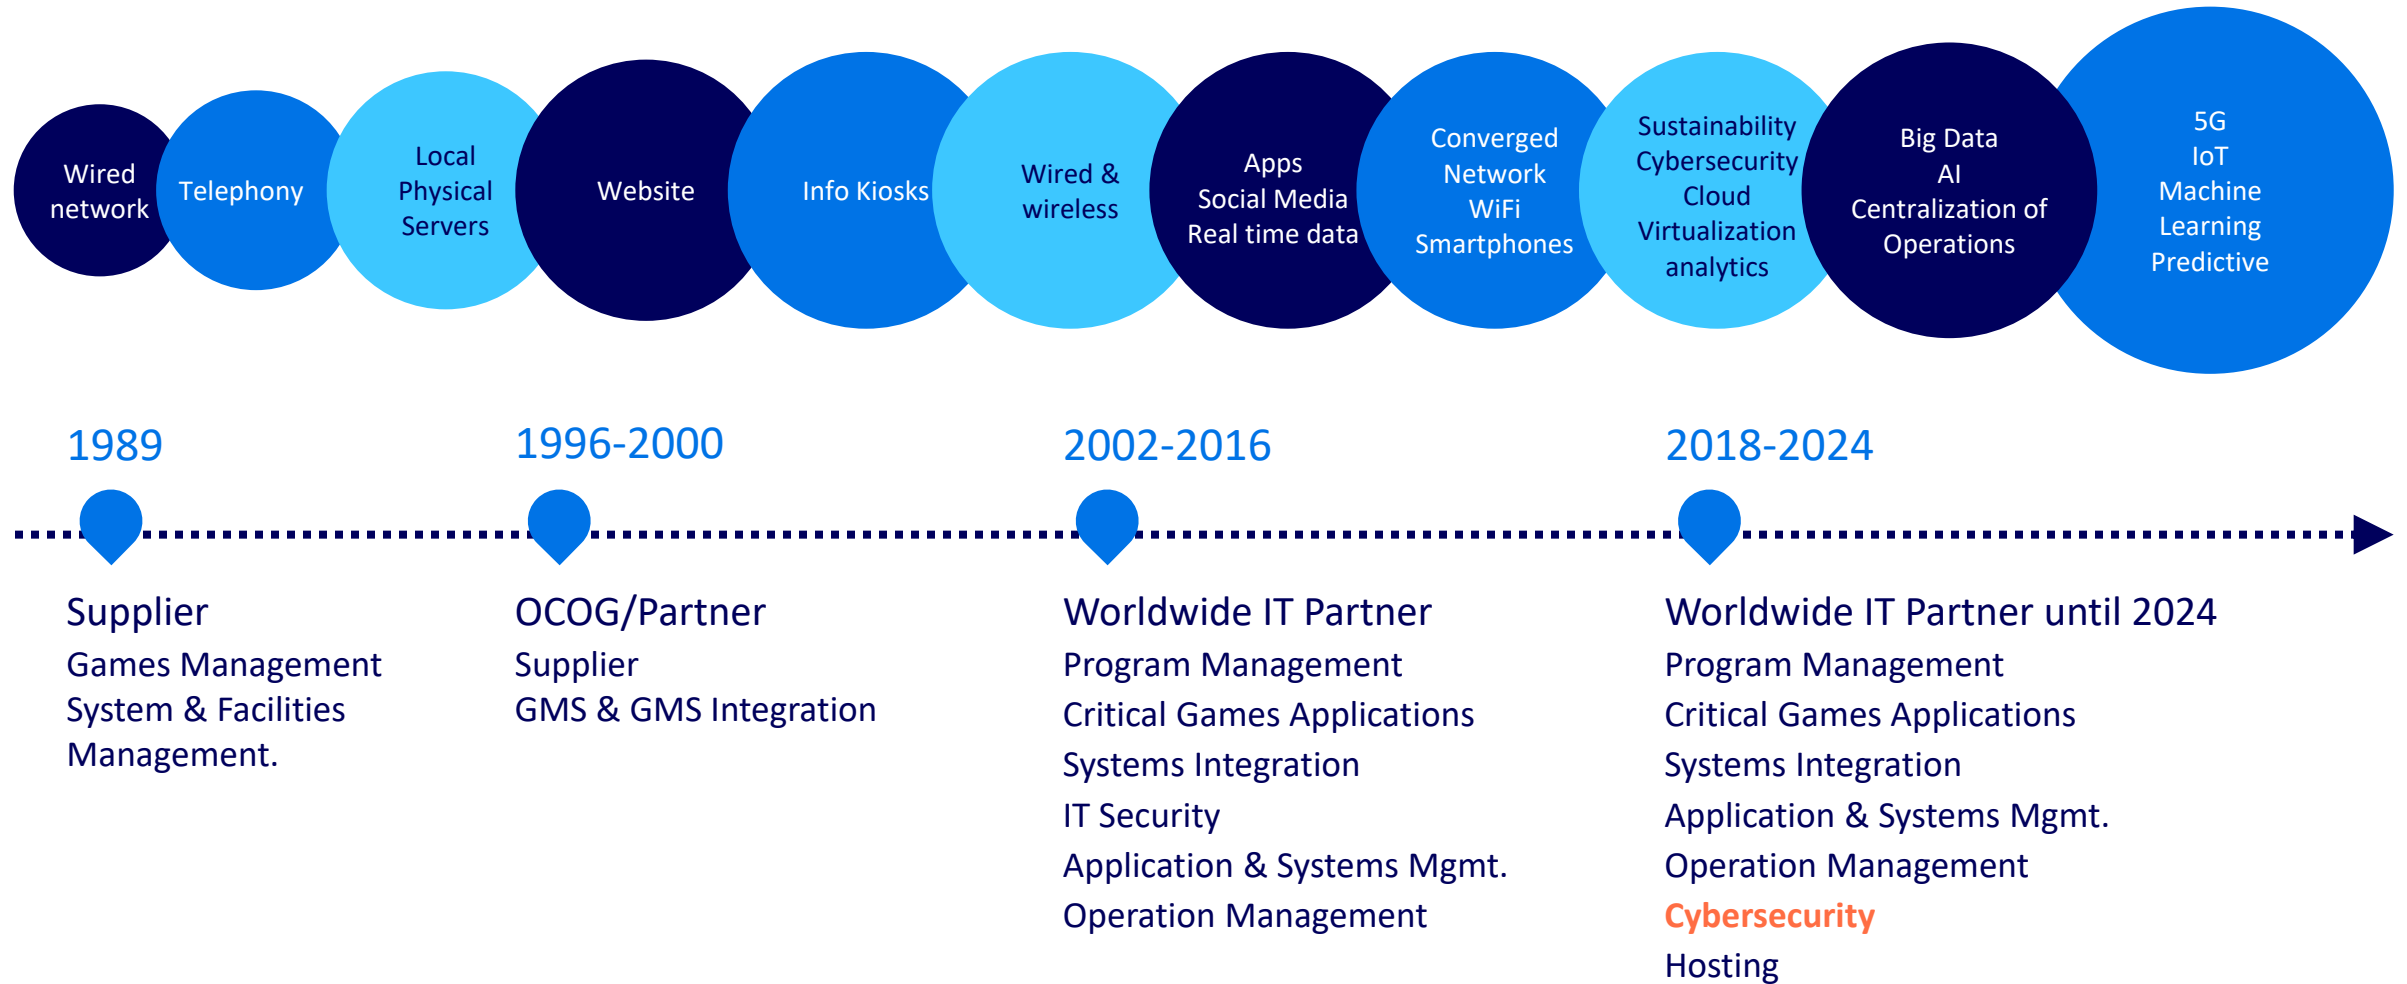 Wired
network
Telephony
Local
Physical
Servers
Website
Info Kiosks
Wired &
wireless
Apps
Social Media
Real time data
Converged
Network
WiFi
Smartphones
Sustainability
Cybersecurity
Cloud
Virtualization
analytics
Big Data
AI
Centralization of
Operations
5G
IoT
Machine
Learning
Predictive
1989
Supplier
Games Management
System & Facilities
Management.
1996-2000
OCOG/Partner
Supplier
GMS & GMS Integration
2002-2016
Worldwide IT Partner
Program Management
Critical Games Applications
Systems Integration
IT Security
Application & Systems Mgmt.
Operation Management
2018-2024
Worldwide IT Partner until 2024
Program Management
Critical Games Applications
Systems Integration
Application & Systems Mgmt.
Operation Management
Cybersecurity
Hosting